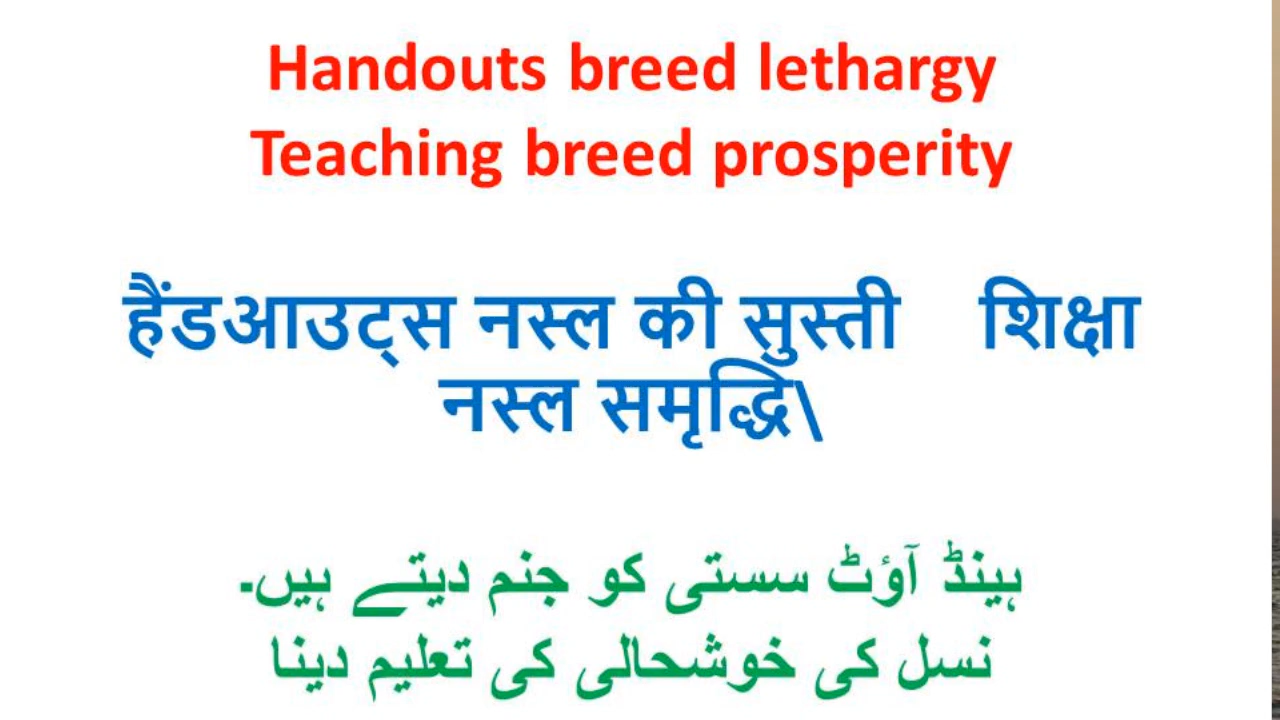 Handouts breed lethargy
Teaching breed prosperity
हैंडआउट्स नस्ल की सुस्ती शिक्षा
नस्ल समृद्धि\
ہینڈ آؤٹ سستی کو جنم دیتے ہیں۔
نسل کی خوشحالی کی تعلیم دینا